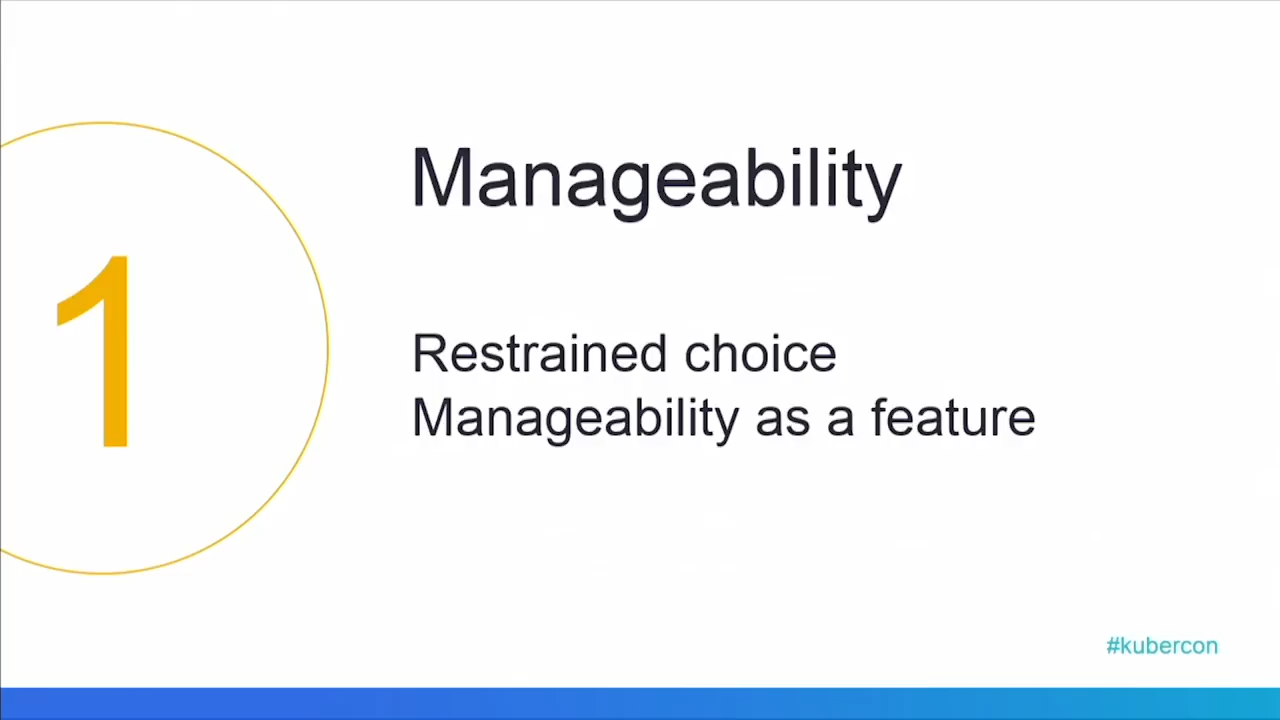 1
Manageability
Restrained choice
Manageability as a feature
#kubercon